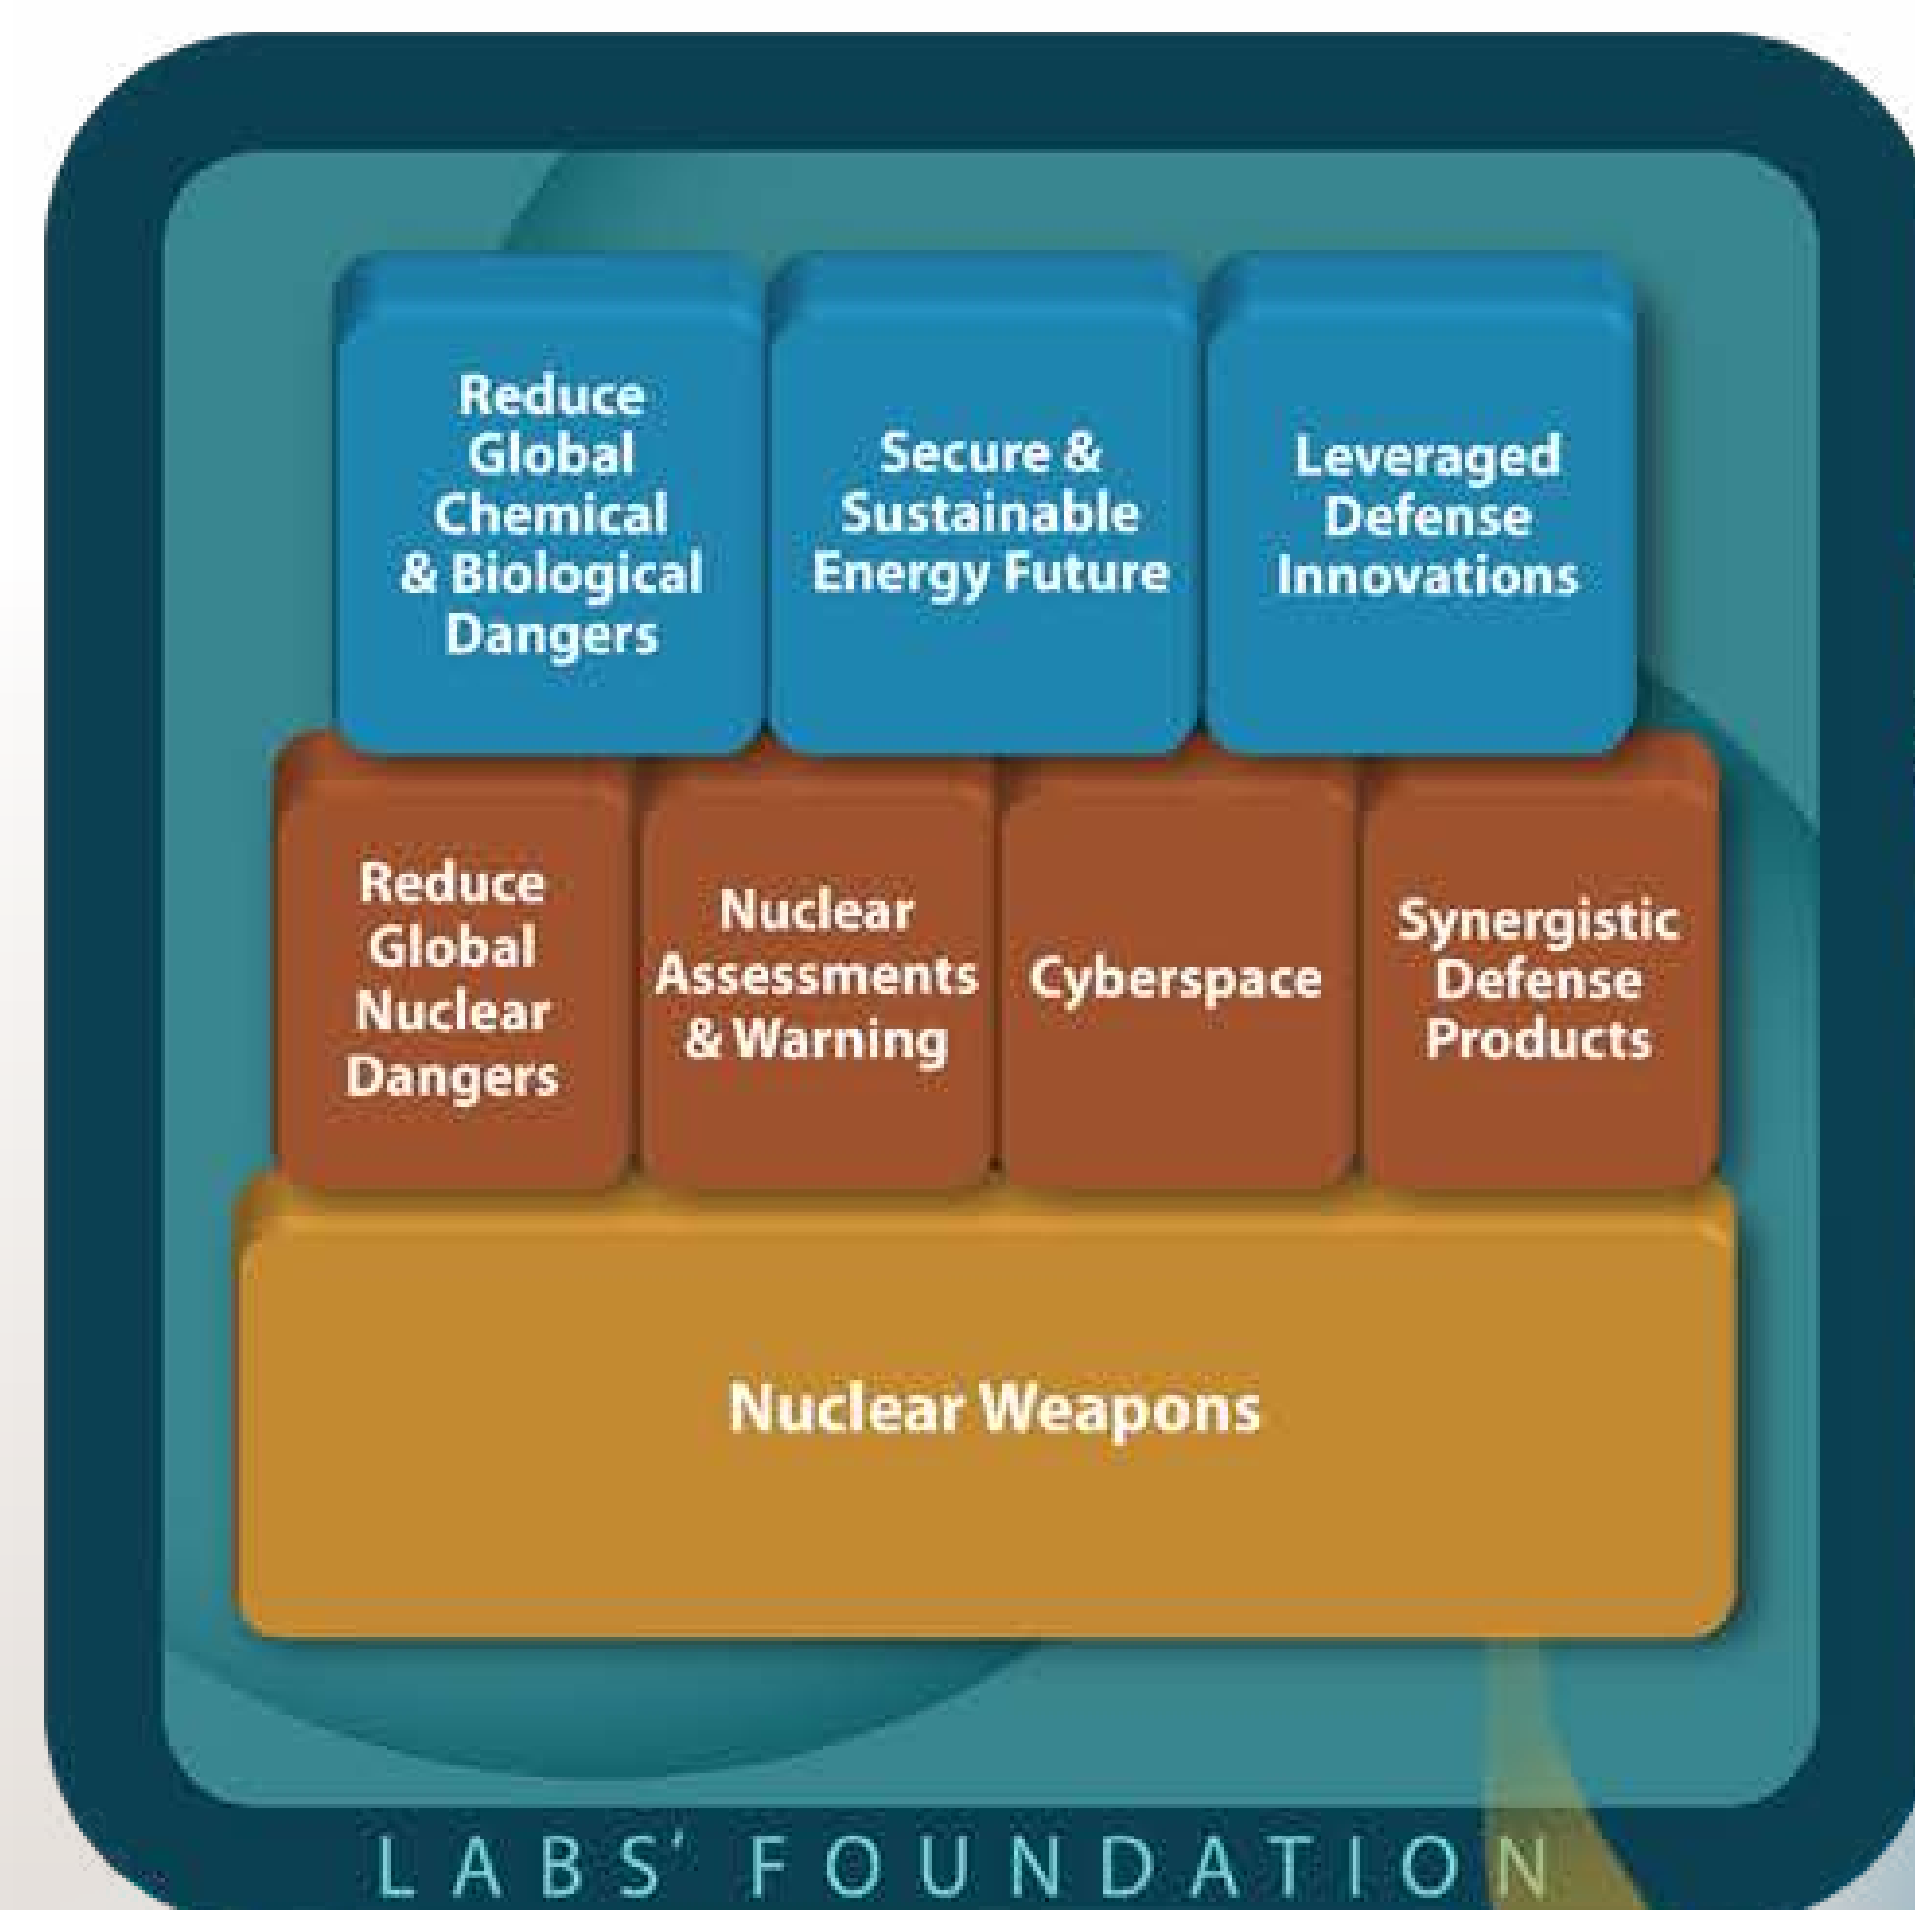 Reduce
Global
Chemical
& Biological
Dangers
Secure &
Sustainable
Energy Future
Leveraged
Defense
Innovations
Reduce
Global
Nuclear
Dangers
Nuclear
Assessments
& Warning
Cyberspace
Synergistic
Defense
Products
Nuclear Weapons
LABS' FOUNDATION